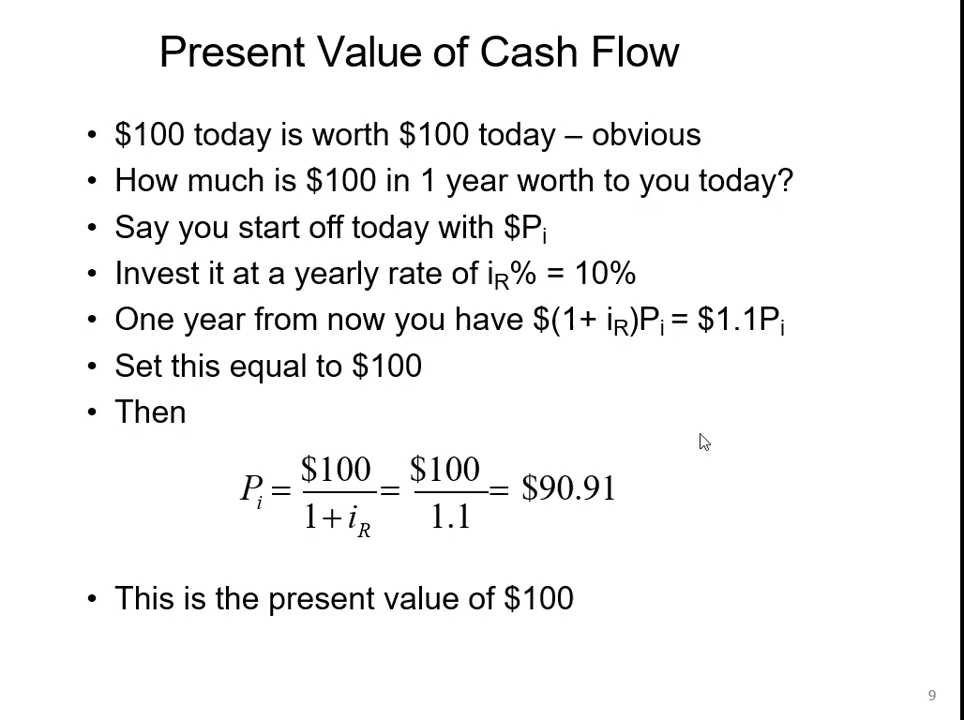 Present Value of Cash Flow
• $100 today is worth $100 today – obvious
• How much is $100 in 1 year worth to you today?
• Say you start off today with $Pi
• Invest it at a yearly rate of iR% = 10%
• One year from now you have $(1+ iR)Pi = $1.1Pi
• Set this equal to $100
• Then
Pi = $100 / 1 + iR = $100 / 1.1 = $90.91
• This is the present value of $100
9